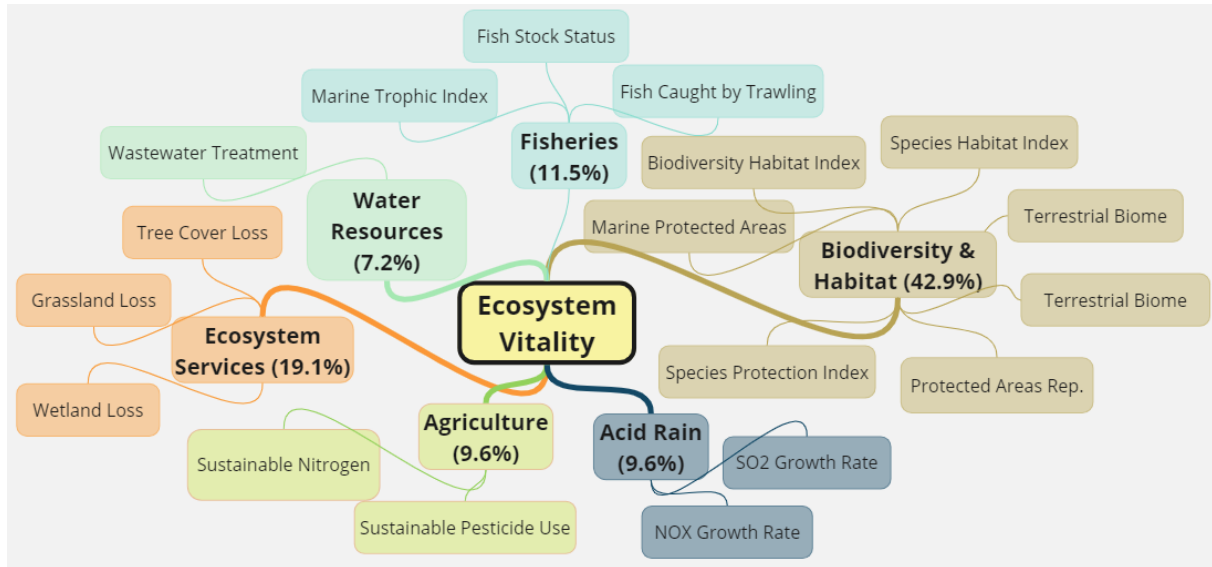 Fish Stock Status
Marine Trophic Index
Fish Caught by Trawling
Fisheries
(11.5%)
Wastewater Treatment
Water
Resources
(7.2%)
Biodiversity Habitat Index
Species Habitat Index
Marine Protected Areas
Terrestrial Biome
Biodiversity &
Habitat (42.9%)
Terrestrial Biome
Species Protection Index
Protected Areas Rep.
Tree Cover Loss
Grassland Loss
Ecosystem
Services (19.1%)
Wetland Loss
Ecosystem
Vitality
Agriculture
(9.6%)
Sustainable Nitrogen
Sustainable Pesticide Use
Acid Rain
(9.6%)
SO2 Growth Rate
NOX Growth Rate